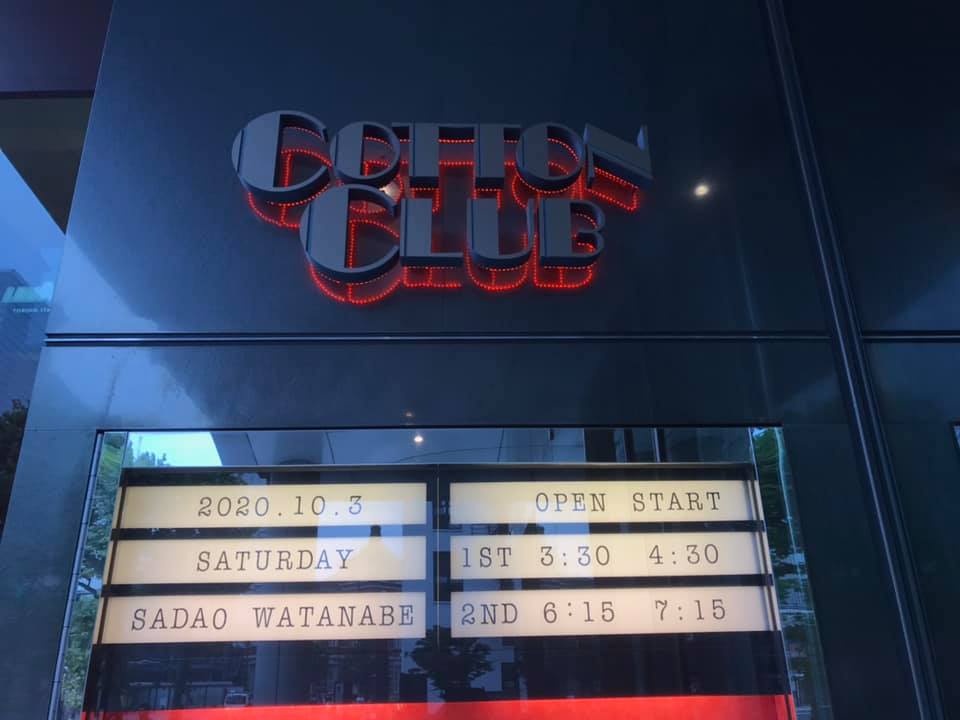 COTTON
CLUB
2020.10.3
SATURDAY
SADAO WATANABE
OPEN START
1ST 3:30 4:30
2ND 6:15 7:15